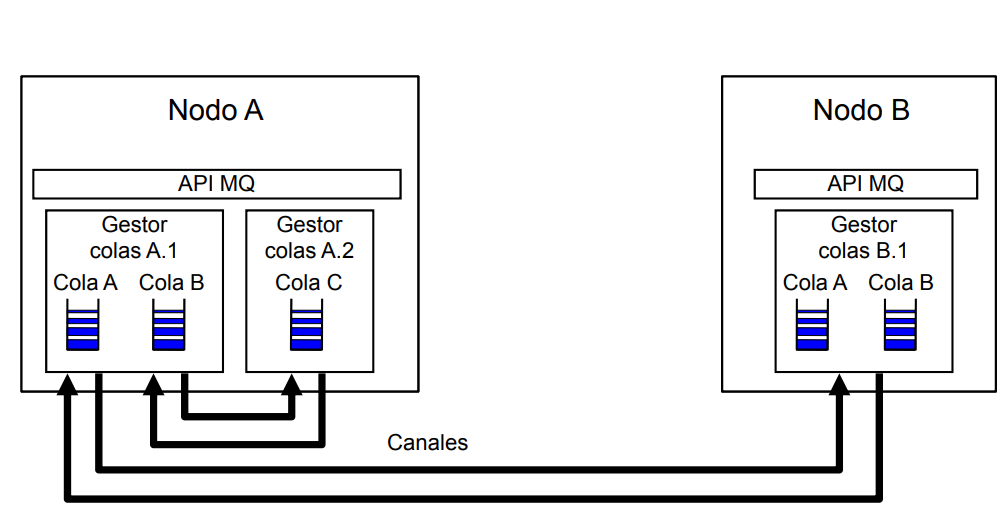 Nodo A
Nodo B
API MQ
API MQ
Gestor
colas A.1
Gestor
colas A.2
Gestor
colas B.1
Cola A
Cola B
Cola C
Cola A
Cola B
Canales